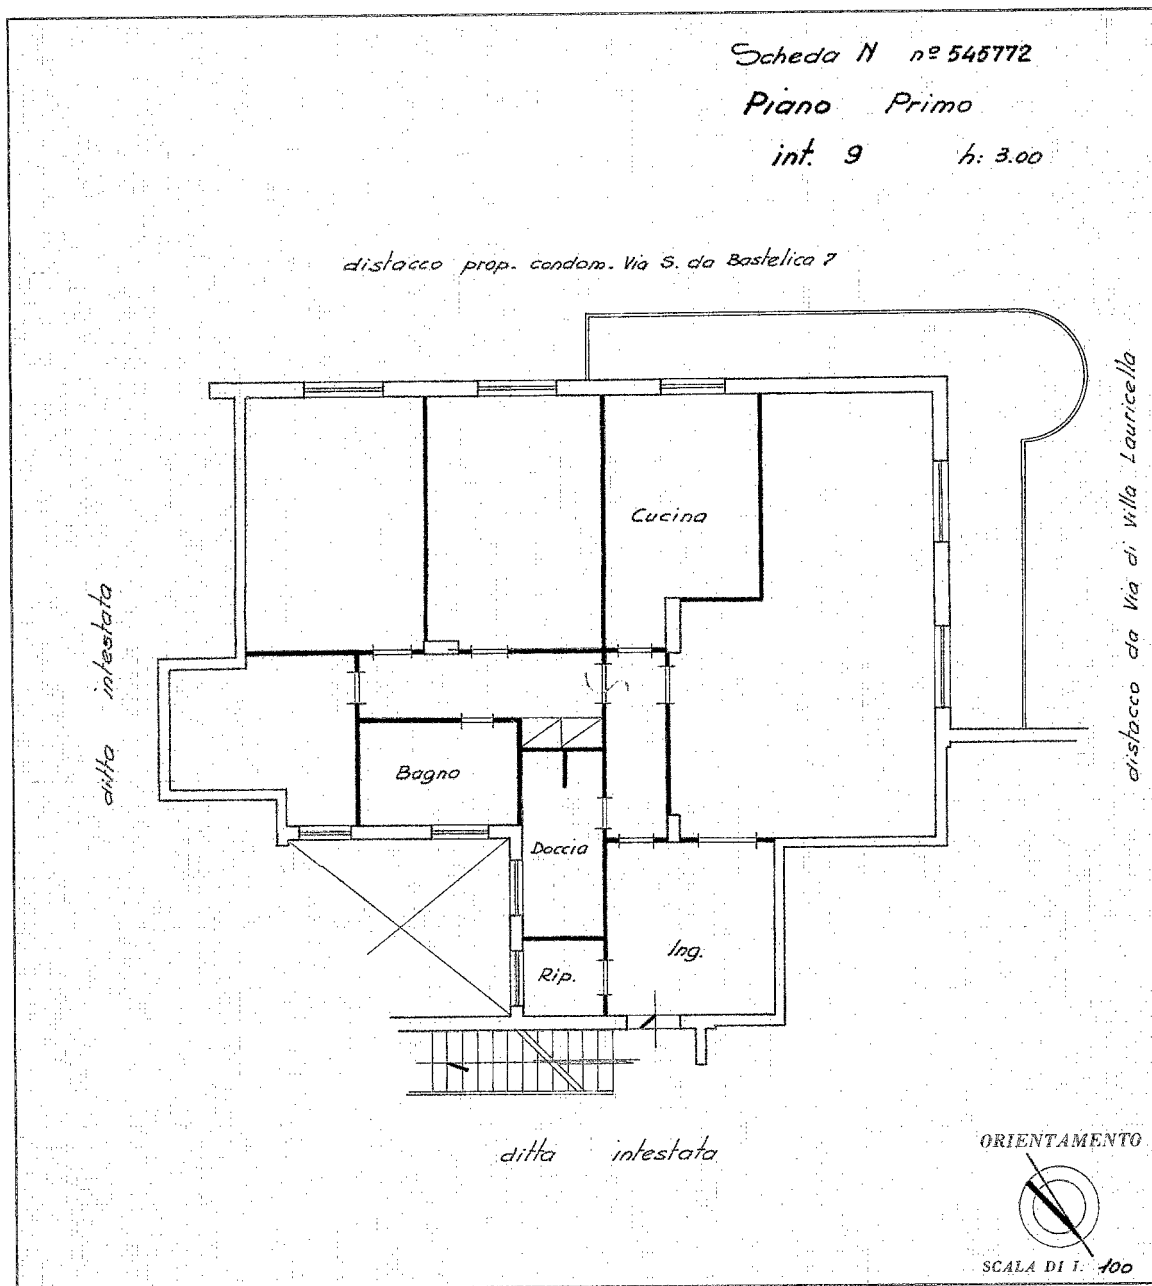 Scheda N nº 545772
Piano Primo
int. 9 h: 3.00
distacco prop. condom. Via S. da Bastelica 7
distacco da Via di Villa Lauricella
Cucina
ditta intestata
Bagno
Doccia
Ing.
Rip.
ditta intestata
ORIENTAMENTO
SCALA DI 1: 100